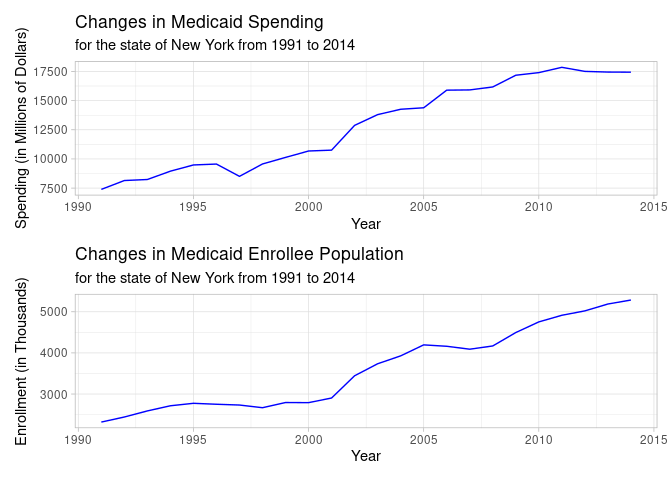 Changes in Medicaid Spending
for the state of New York from 1991 to 2014
Spending (in Millions of Dollars)
17500
15000
12500
10000
7500
1990 1995 2000 2005 2010 2015
Year
Changes in Medicaid Enrollee Population
for the state of New York from 1991 to 2014
Enrollment (in Thousands)
5000
4000
3000
1990 1995 2000 2005 2010 2015
Year